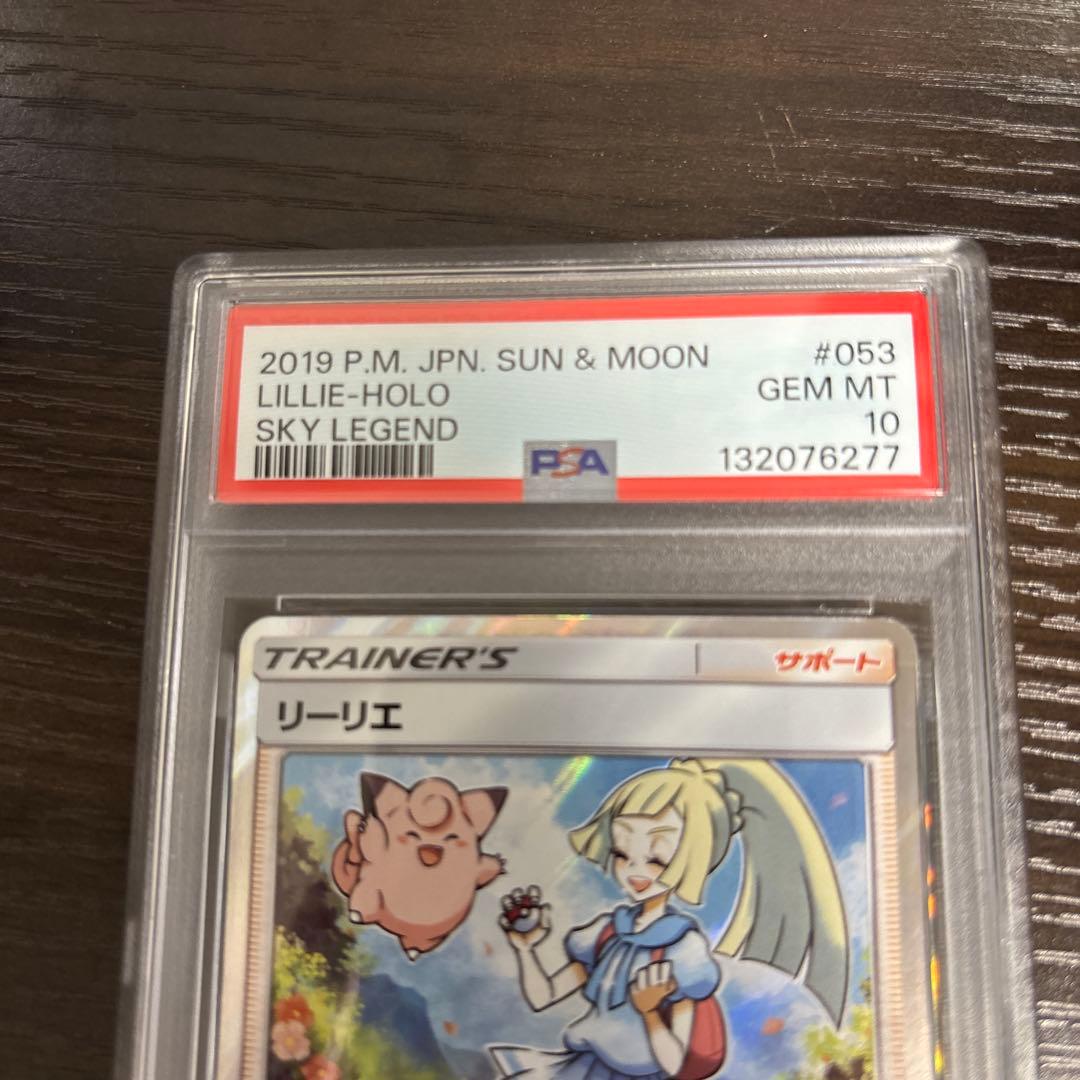 2019 P.M. JPN. SUN & MOON #053
LILLIE-HOLO GEM MT
SKY LEGEND 10
PSA 132076277
TRAINER'S サポート
リーリエ